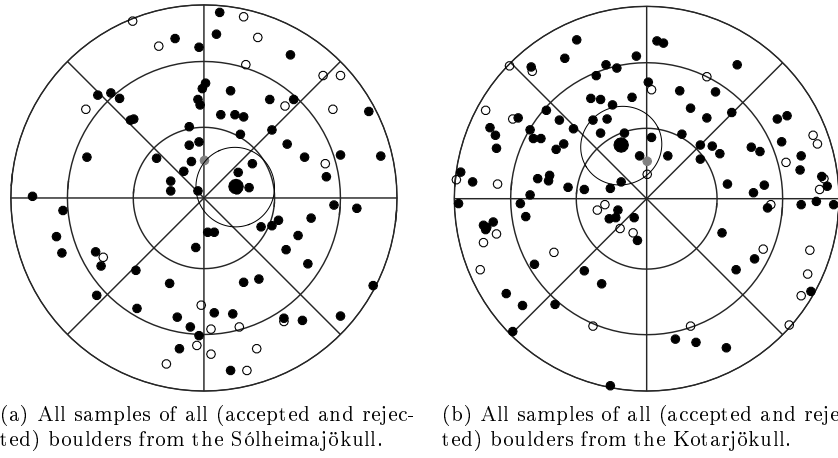 (a) All samples of all (accepted and rejec-
ted) boulders from the Sólheimajökull.
(b) All samples of all (accepted and reje
ted) boulders from the Kotarjökull.